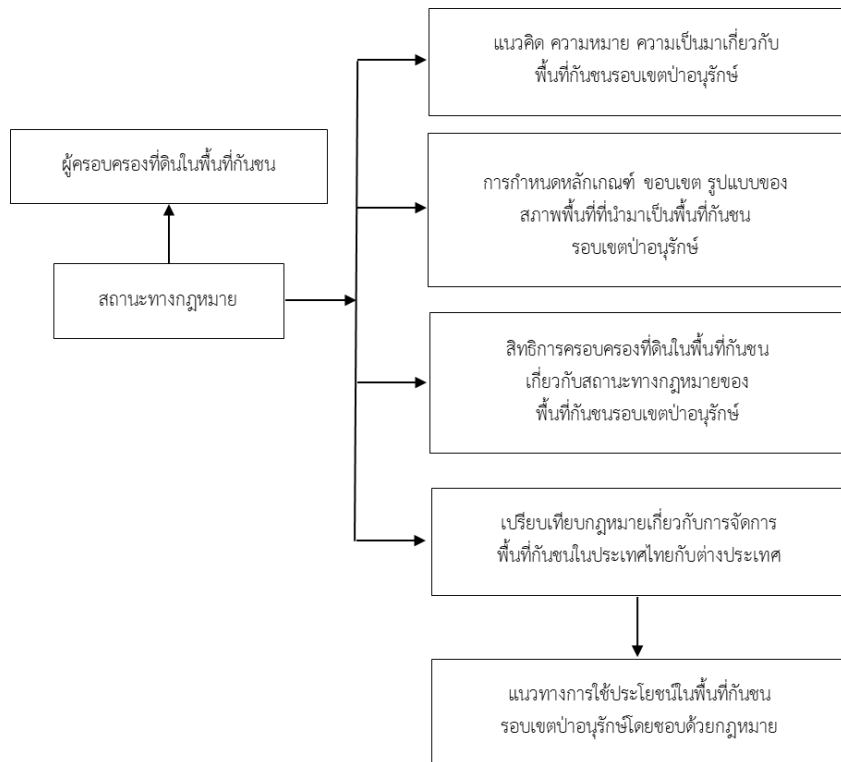 แนวคิด ความหมาย ความเป็นมาเกี่ยวกับ
พื้นที่กันชนรอบเขตป่าอนุรักษ์
ผู้ครอบครองที่ดินในพื้นที่กันชน
การกำหนดหลักเกณฑ์ ขอบเขต รูปแบบของ
สภาพพื้นที่ที่นำมาเป็นพื้นที่กันชน
รอบเขตป่าอนุรักษ์
สถานะทางกฎหมาย
สิทธิการครอบครองที่ดินในพื้นที่กันชน
เกี่ยวกับสถานะทางกฎหมายของ
พื้นที่กันชนรอบเขตป่าอนุรักษ์
เปรียบเทียบกฎหมายเกี่ยวกับการจัดการ
พื้นที่กันชนในประเทศไทยกับต่างประเทศ
แนวทางการใช้ประโยชน์ในพื้นที่กันชน
รอบเขตป่าอนุรักษ์โดยชอบด้วยกฎหมาย